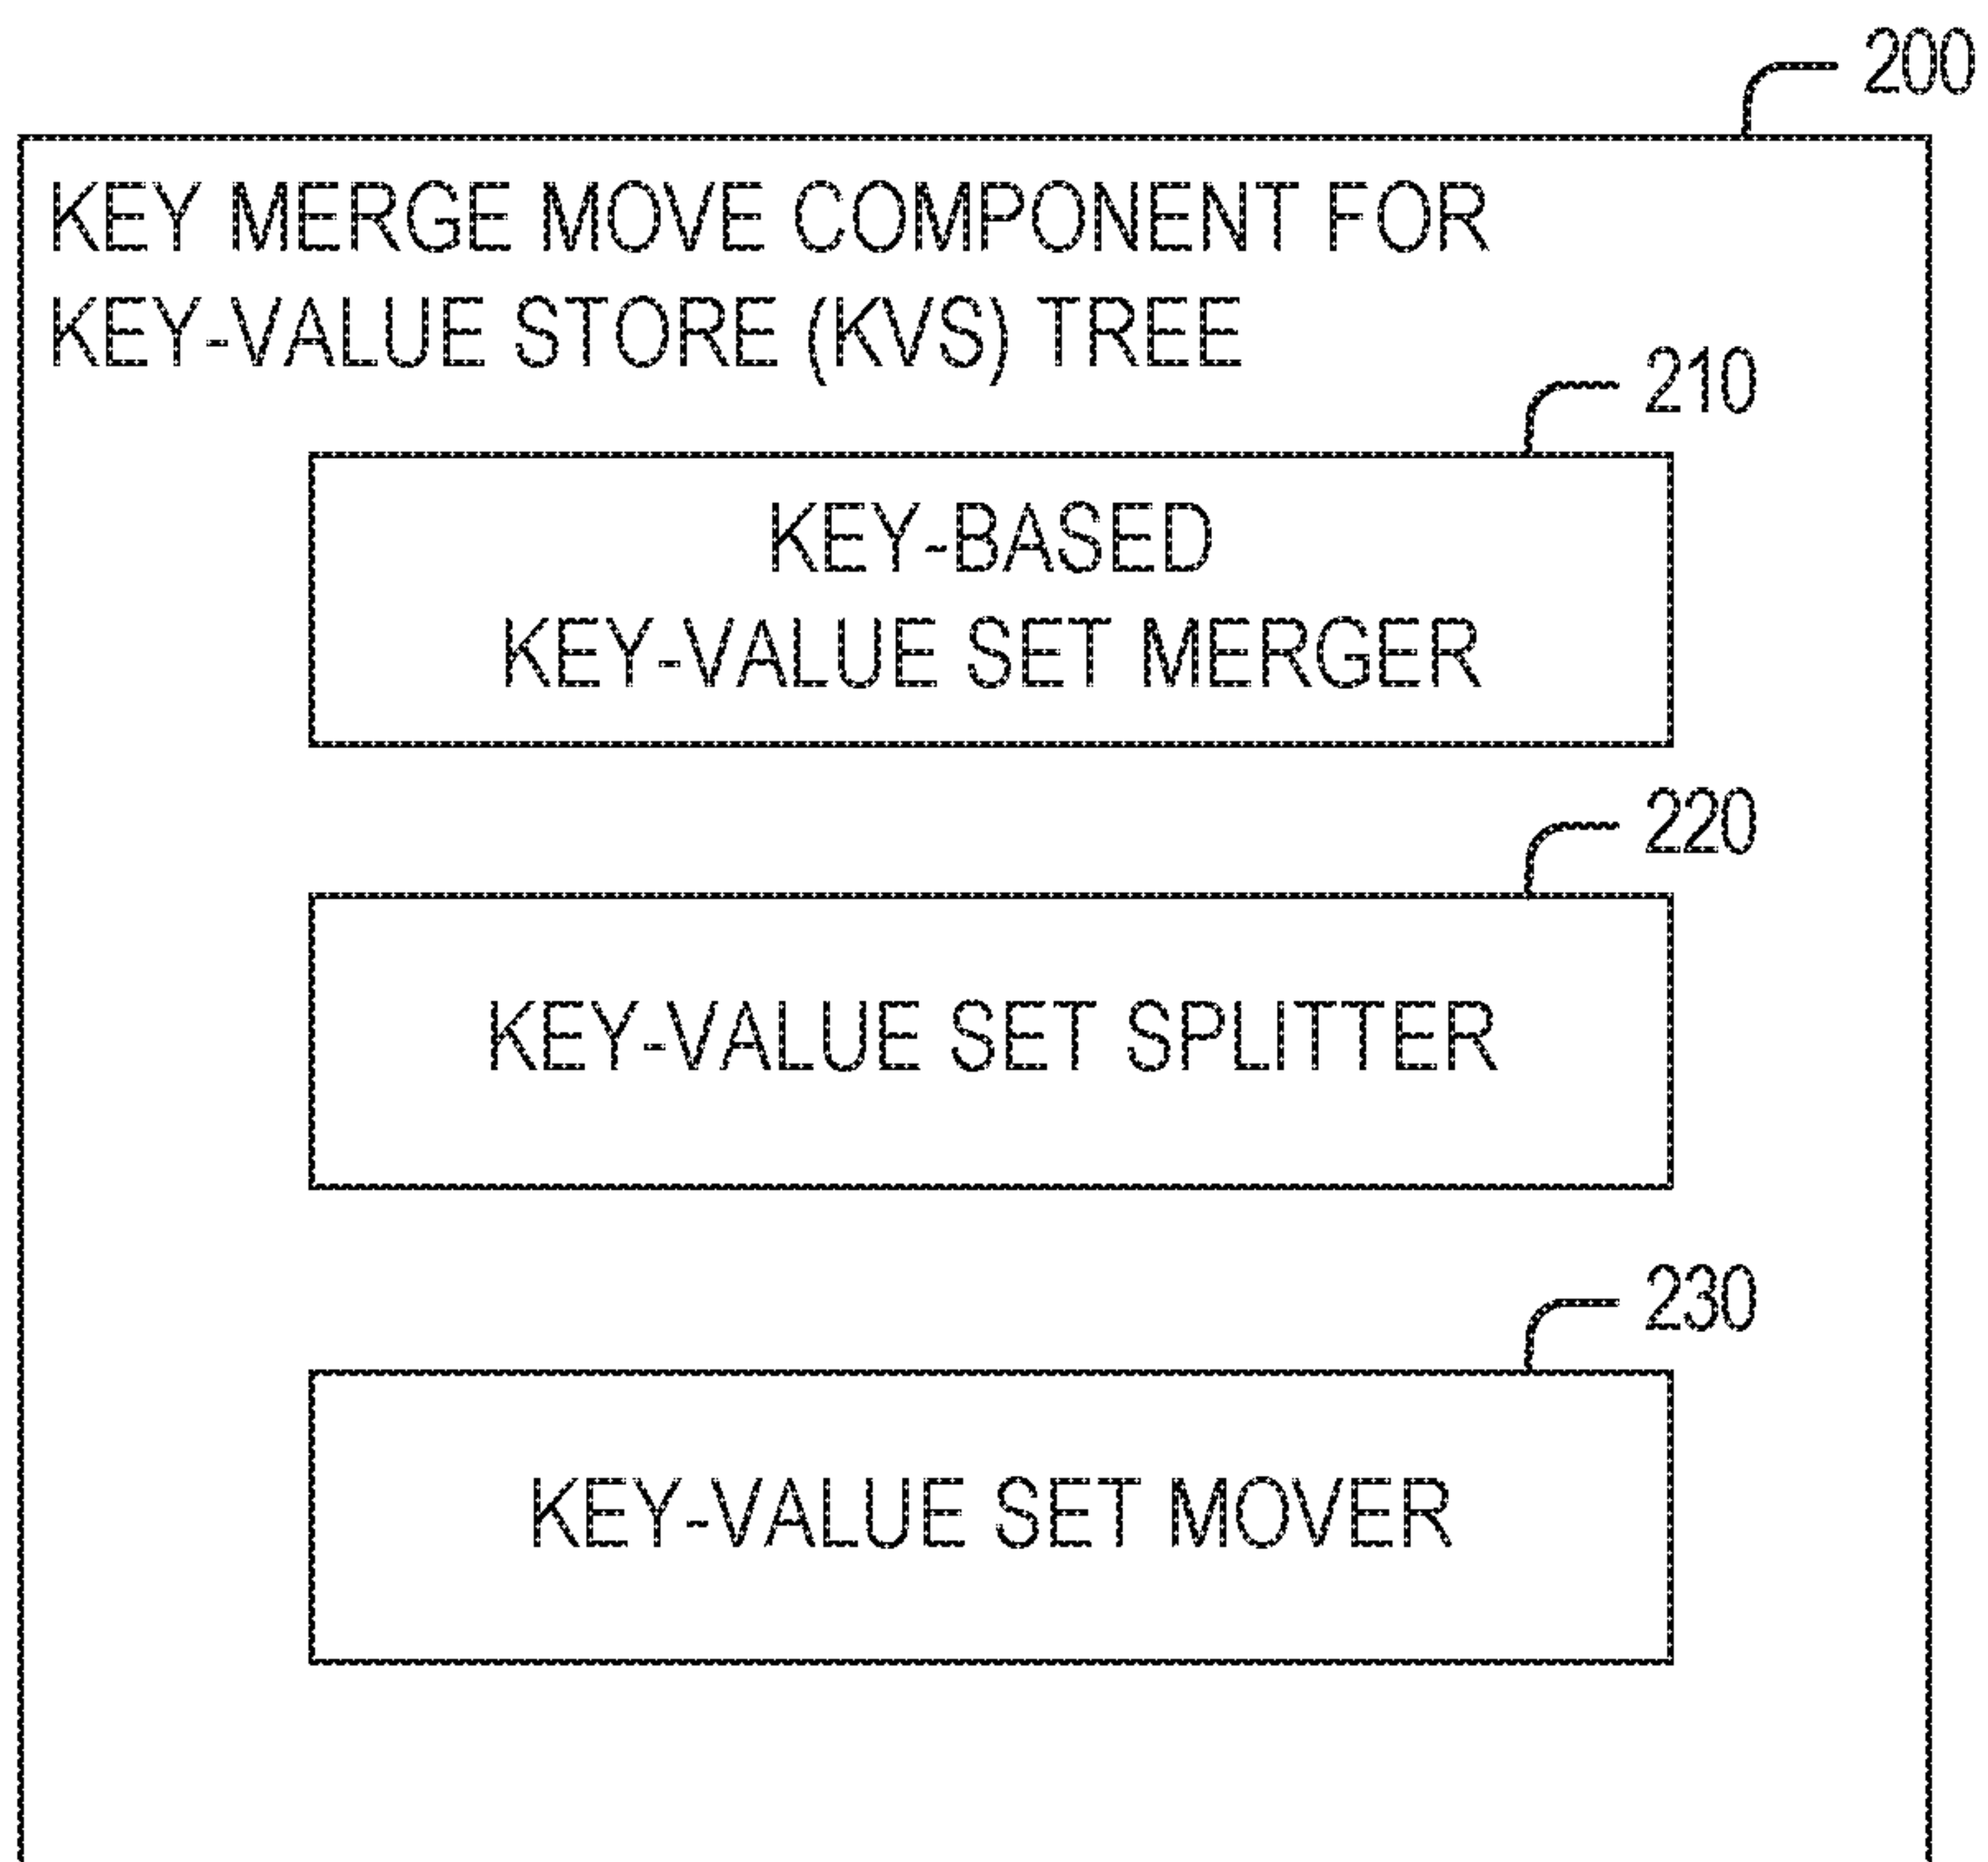 200
KEY MERGE MOVE COMPONENT FOR
KEY-VALUE STORE (KVS) TREE
210
KEY-BASED
KEY-VALUE SET MERGER
220
KEY-VALUE SET SPLITTER
230
KEY-VALUE SET MOVER